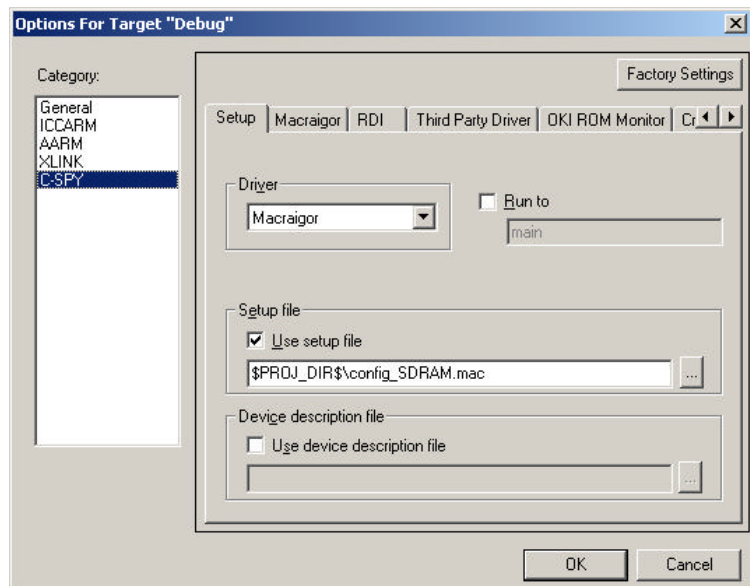 Options For Target "Debug"
Category:
General
ICCARM
AARM
XLINK
C-SPY
Factory Settings
Setup
Macraigor
RDI
Third Party Driver
OKI ROM Monitor
Cr
Driver
Macraigor
Run to
main
Setup file
Use setup file
$PROJ_DIR$\config_SDRAM.mac
...
Device description file
Use device description file
...
OK
Cancel